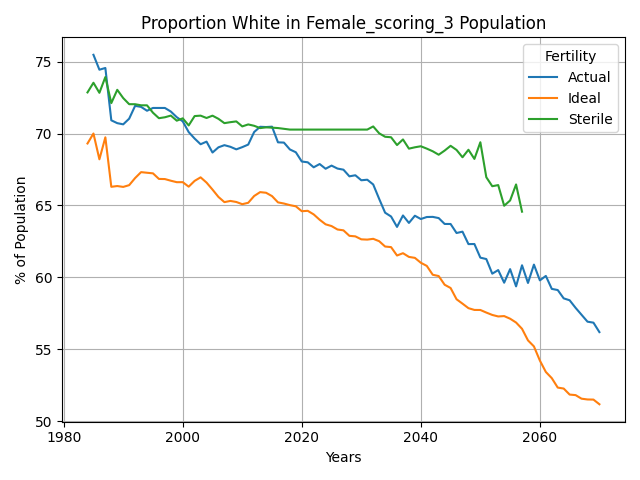 Proportion White in Female_scoring_3 Population
Fertility
Actual
Ideal
Sterile
% of Population
75
70
65
60
55
50
1980
2000
2020
2040
2060
Years